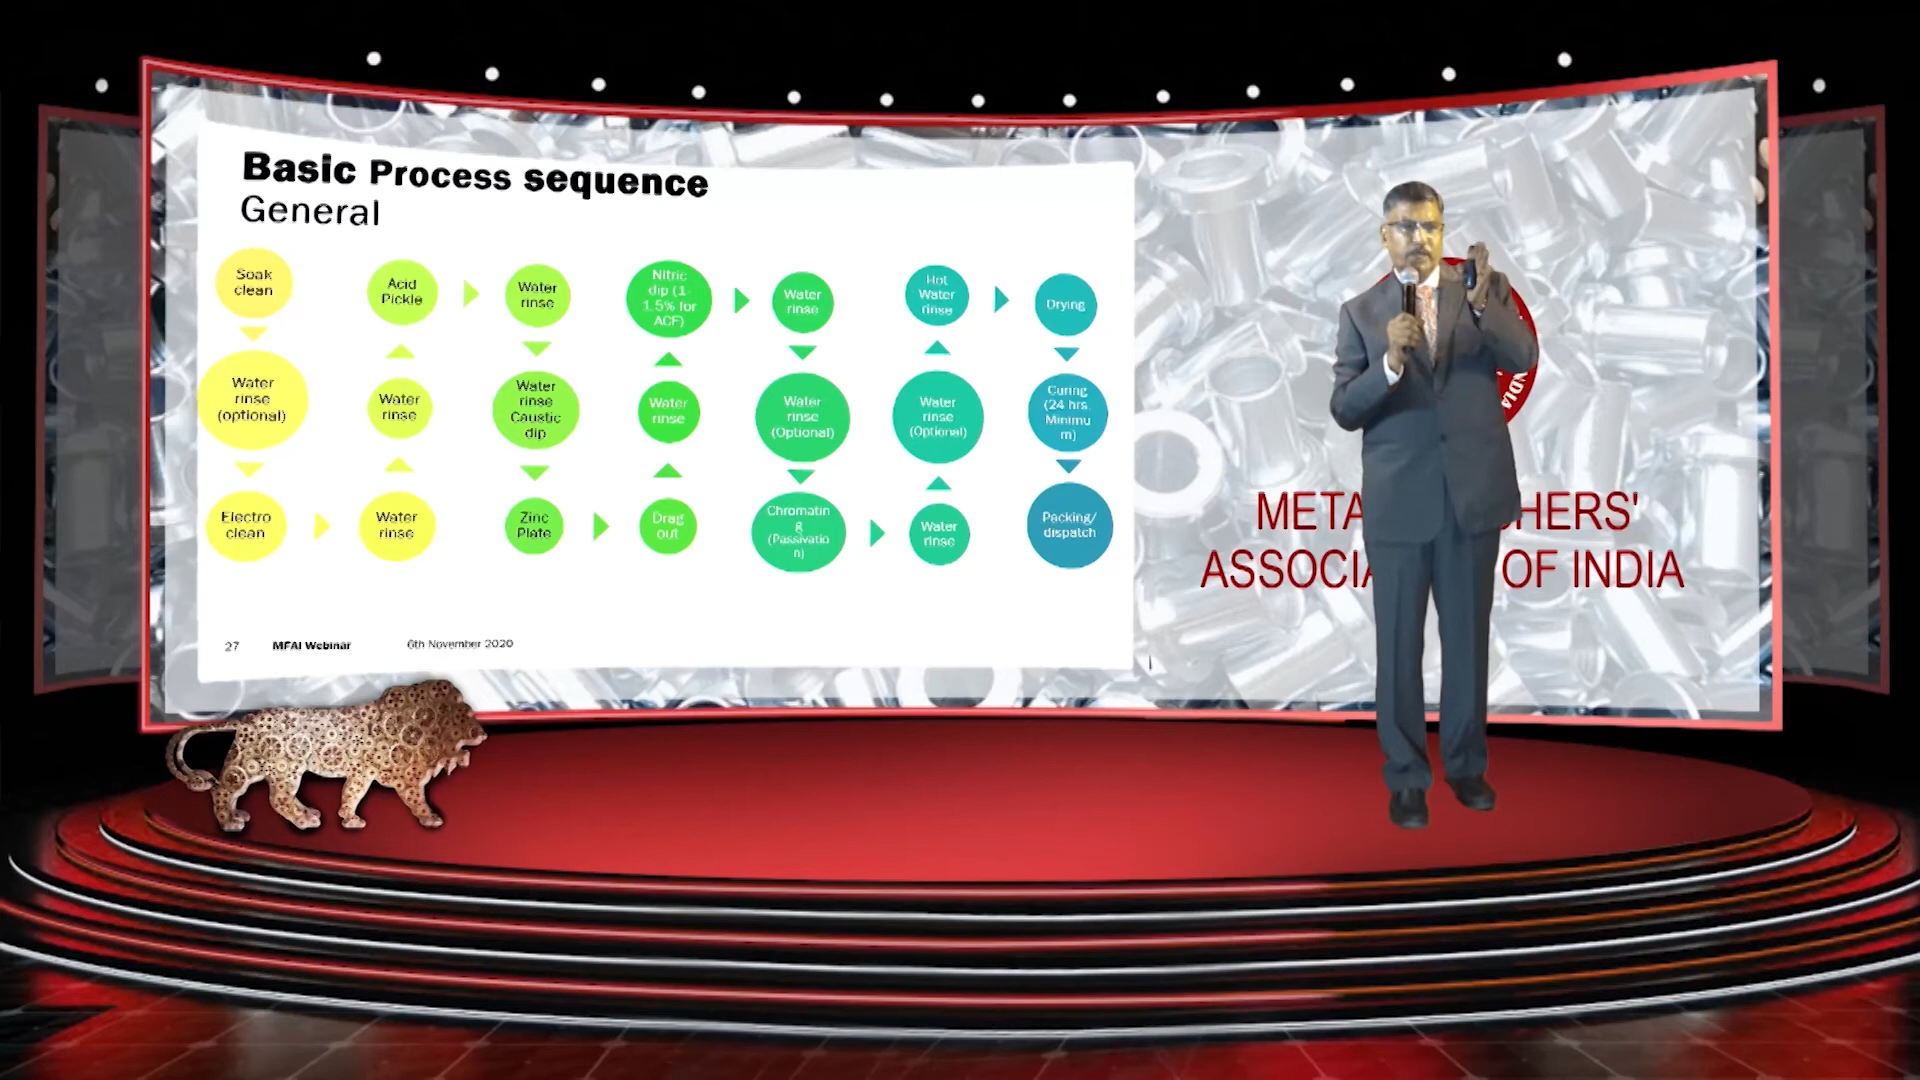 Basic Process sequence
General
Soak
clean
Water
rinse
(optional)
Electro
clean
Water
rinse
Water
rinse
Acid
Pickle
Water
rinse
Water
rinse
Caustic
dip
Zinc
Plate
Drag
out
Water
rinse
Nitric
dip (1-
1.5% for
ACF)
Water
rinse
Water
rinse
(Optional)
Chromatin
g
(Passivatio
n)
Water
rinse
Water
rinse
(Optional)
Hot
Water
rinse
Drying
Curing
(24 hrs.
Minimu
m)
Packing/
dispatch
27 MFAI Webinar 6th November 2020
META SHERS'
ASSOCIA OF INDIA
NDIA